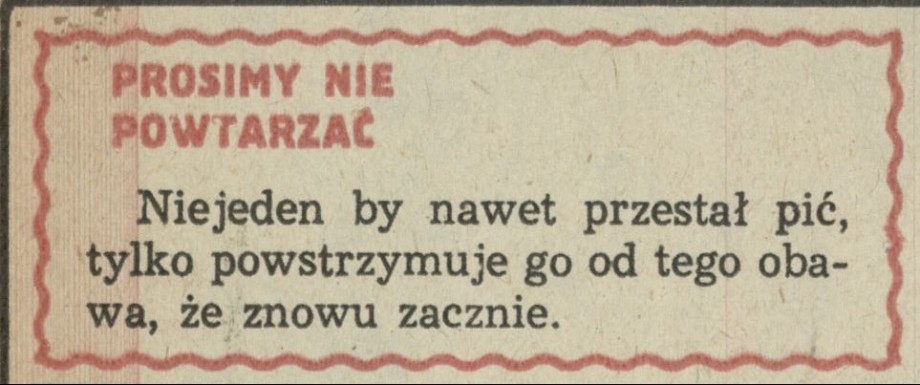 PROSIMY NIE
POWTARZAĆ
Niejeden by nawet przestał pić,
tylko powstrzymuje go od tego oba-
wa, że znowu zacznie.